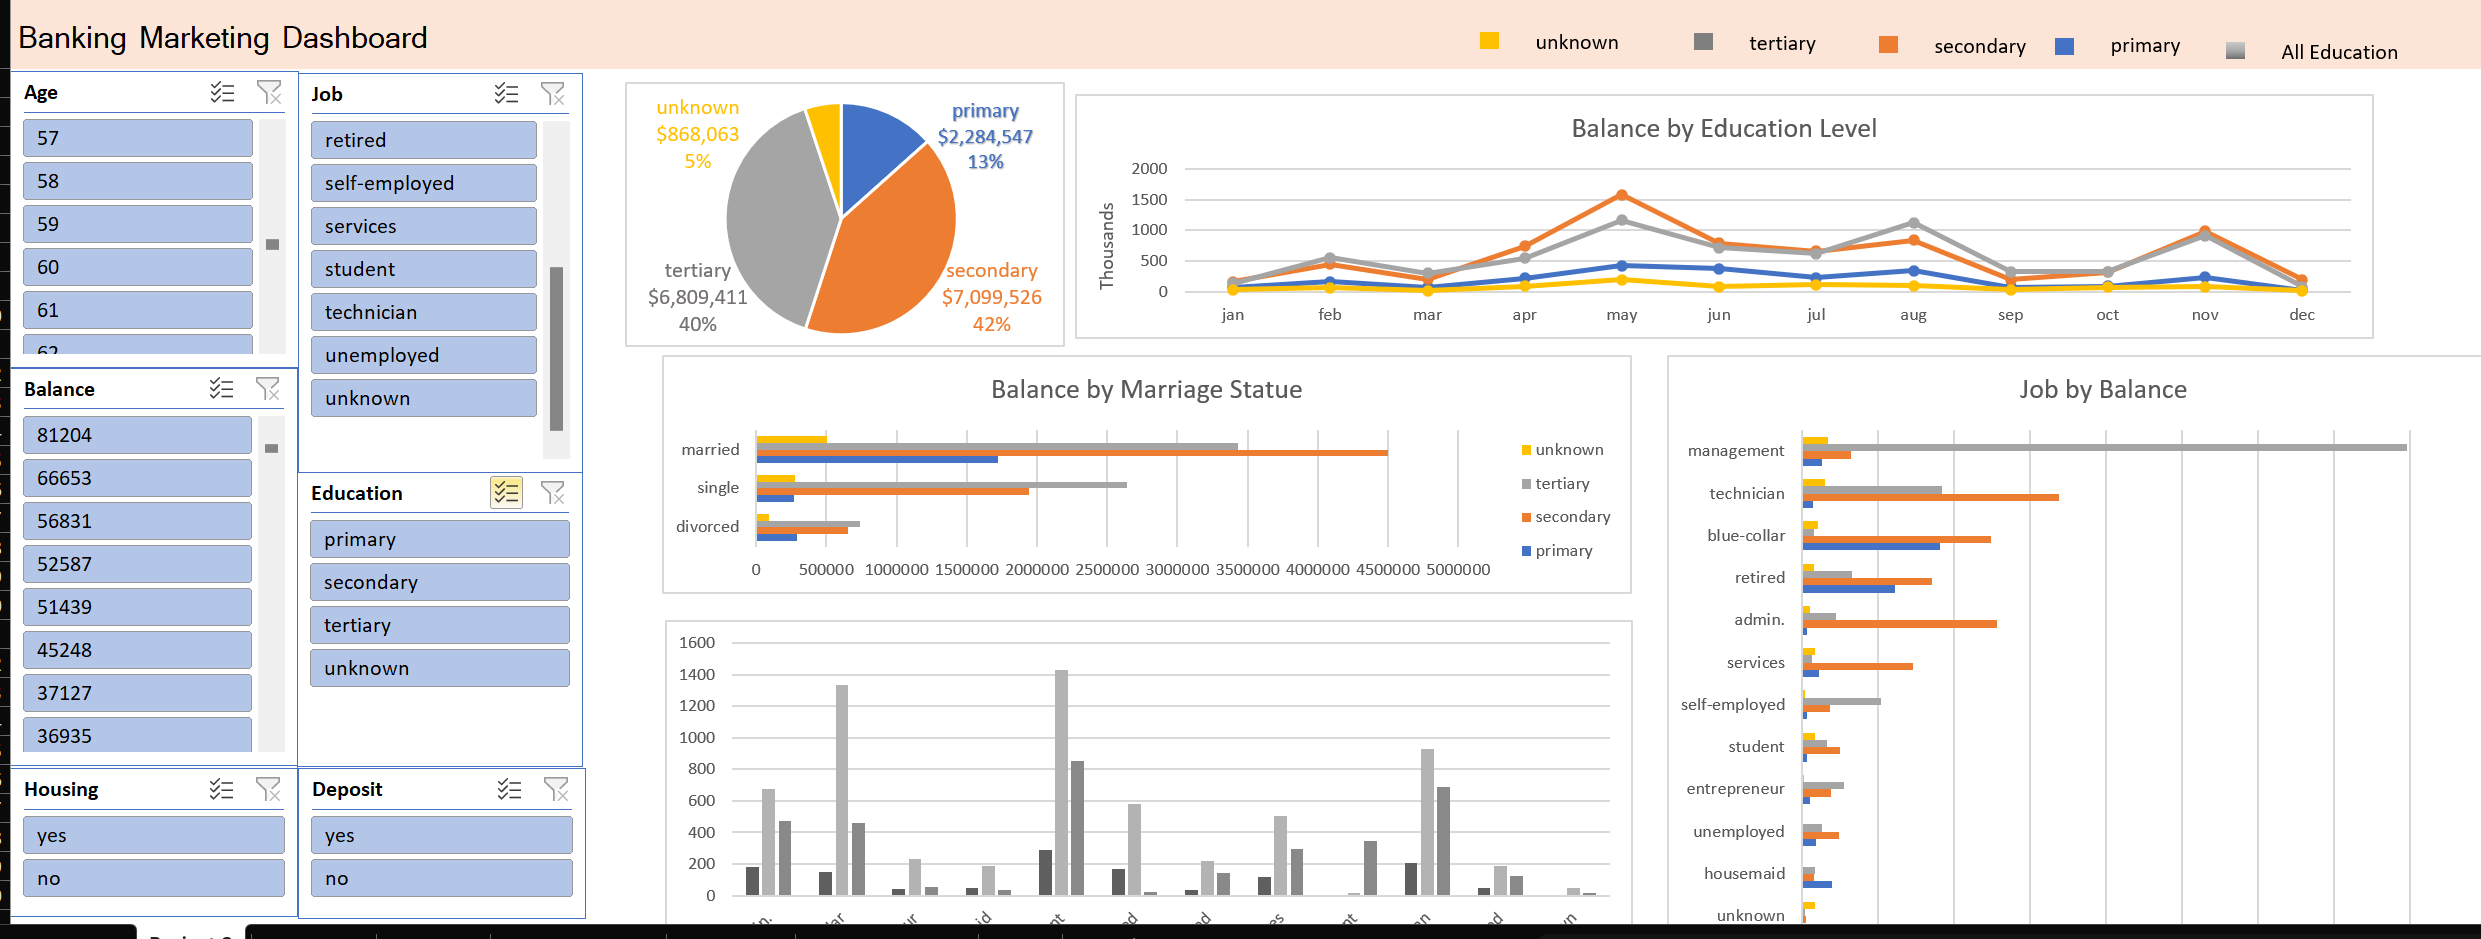 Banking Marketing Dashboard
unknown
tertiary
secondary
primary
All Education
Age
57
58
59
60
61
62
Job
retired
self-employed
services
student
technician
unemployed
unknown
Balance
81204
66653
56831
52587
51439
45248
37127
36935
Education
primary
secondary
tertiary
unknown
Housing
yes
no
Deposit
yes
no
unknown
$868,063
5%
primary
$2,284,547
13%
tertiary
$6,809,411
40%
secondary
$7,099,526
42%
Balance by Education Level
Thousands
2000
1500
1000
500
0
jan feb mar apr may jun jul aug sep oct nov dec
Balance by Marriage Statue
married
single
divorced
0 500000 1000000 1500000 2000000 2500000 3000000 3500000 4000000 4500000 5000000
unknown
tertiary
secondary
primary
1600
1400
1200
1000
800
600
400
200
0
Job by Balance
management
technician
blue-collar
retired
admin.
services
self-employed
student
entrepreneur
unemployed
housemaid
unknown